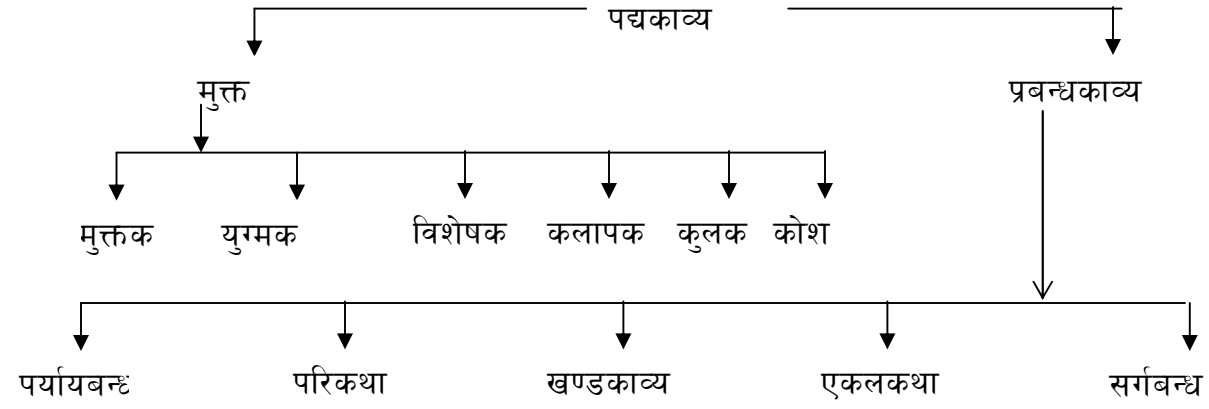 पद्यकाव्य
मुक्त प्रबन्धकाव्य
मुक्तक युग्मक विशेषक कलापक कुलक कोश
पर्यायबन्ध परिकथा खण्डकाव्य एकलकथा सर्गबन्ध